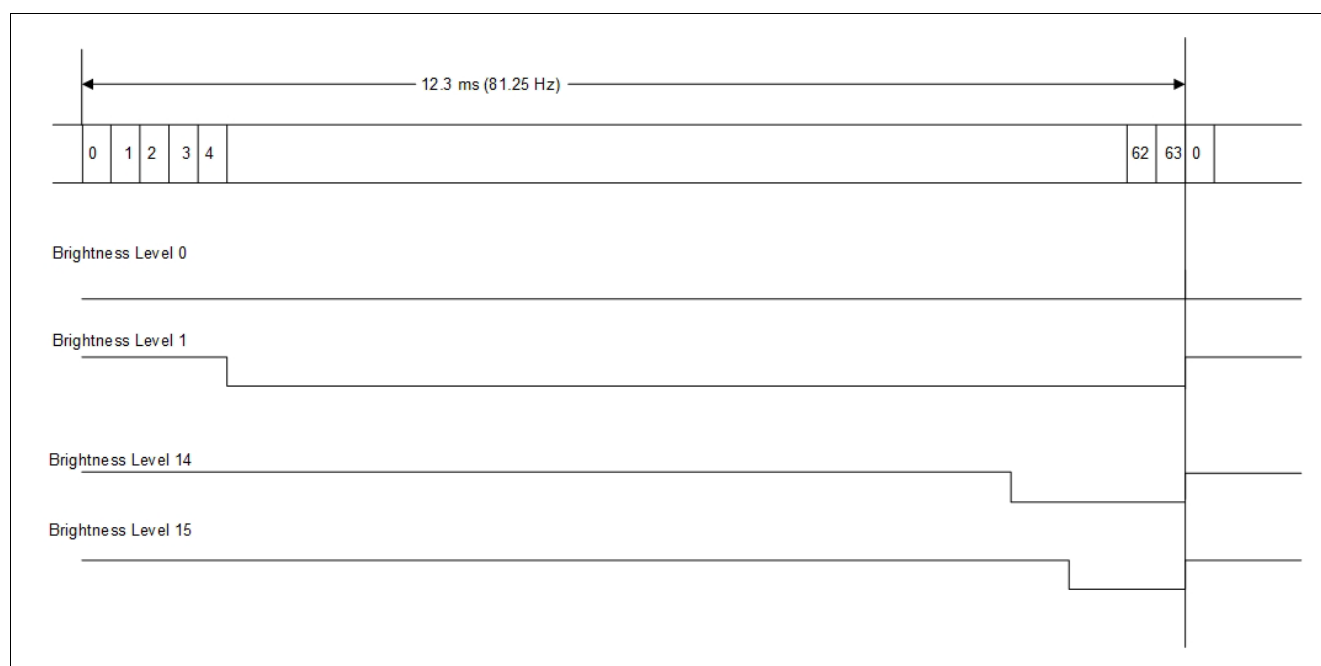 12.3 ms (81.25 Hz)
0 1 2 3 4 62 63 0
Brightness Level 0
Brightness Level 1
Brightness Level 14
Brightness Level 15